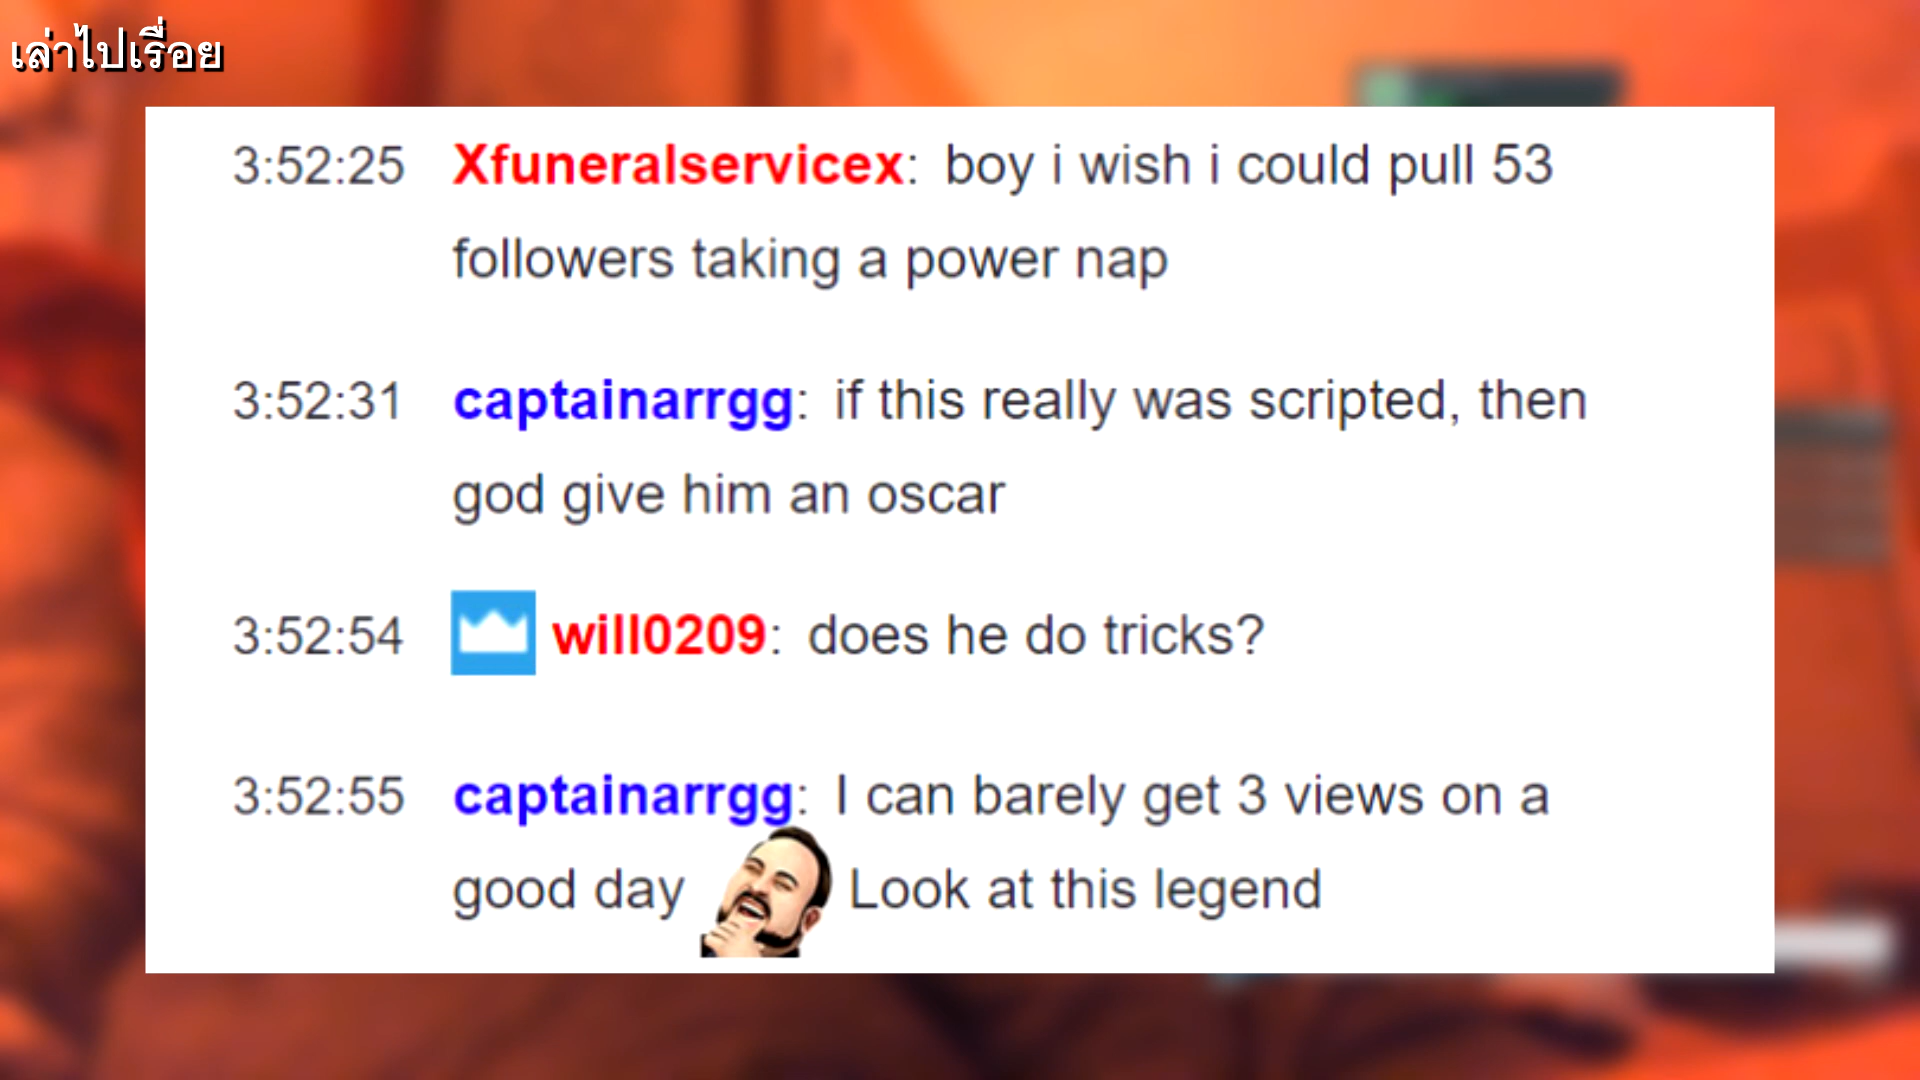 เล่าไปเรื่อย
3:52:25 Xfuneralservicex: boy i wish i could pull 53
followers taking a power nap
3:52:31 captainarrgg: if this really was scripted, then
god give him an oscar
3:52:54 will0209: does he do tricks?
3:52:55 captainarrgg: I can barely get 3 views on a
good day Look at this legend